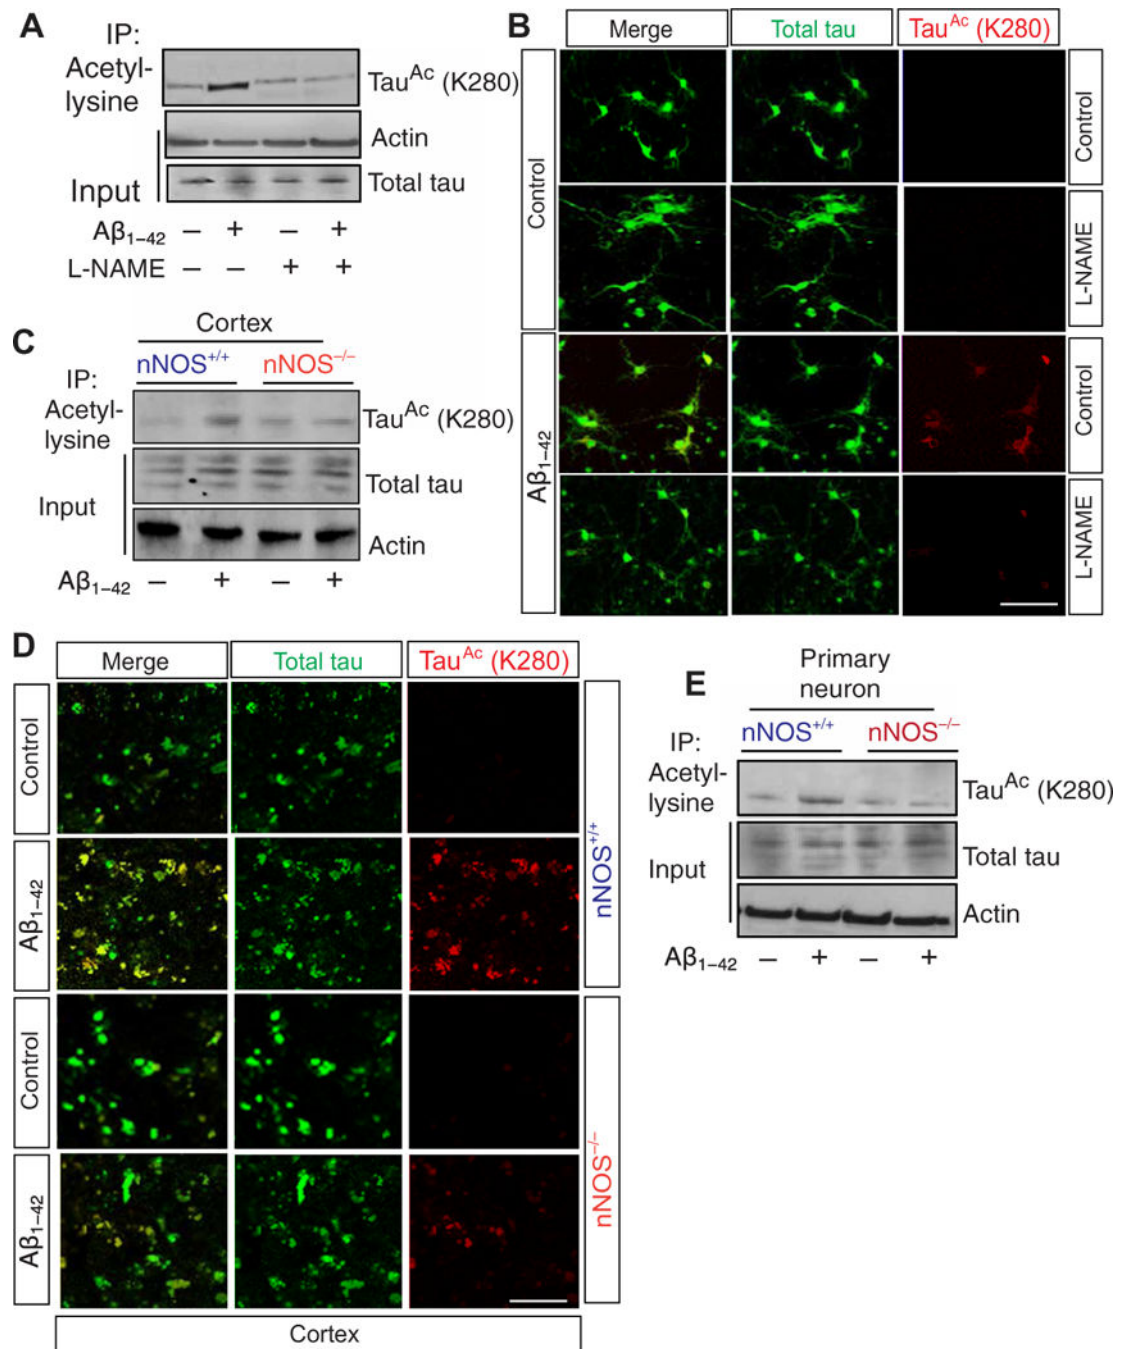 A
IP:
Acetyl-
lysine
Tau^Ac (K280)
Actin
Input
Total tau
Aβ1–42 – + – +
L-NAME – – + +
B
Merge Total tau Tau^Ac (K280)
Control
Control
L-NAME
Aβ1–42
Control
L-NAME
C
Cortex
nNOS+/+ nNOS–/–
IP:
Acetyl-
lysine
Tau^Ac (K280)
Input
Total tau
Actin
Aβ1–42 – + – +
D
Merge Total tau Tau^Ac (K280)
Control
Aβ1–42
nNOS+/+
Control
Aβ1–42
nNOS–/–
Cortex
E
Primary
neuron
nNOS+/+ nNOS–/–
IP:
Acetyl-
lysine
Tau^Ac (K280)
Input
Total tau
Actin
Aβ1–42 – + – +